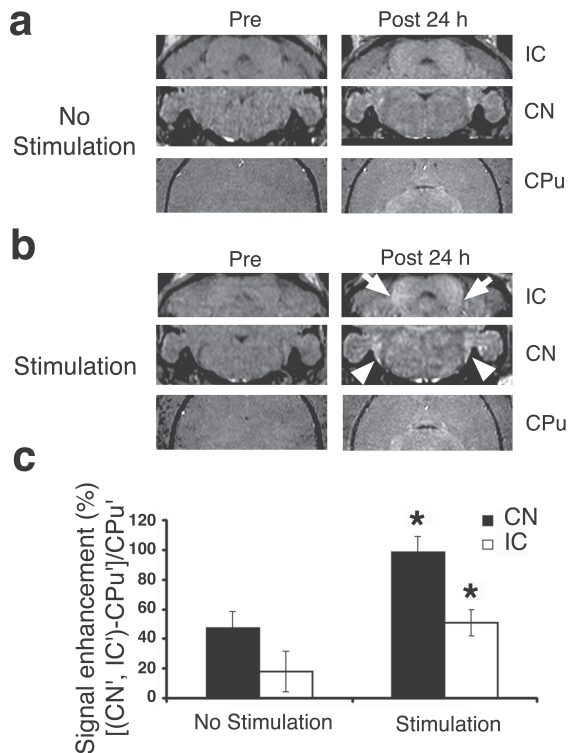 a
Pre
Post 24 h
IC
No
Stimulation
CN
CPu
b
Pre
Post 24 h
IC
Stimulation
CN
CPu
c
Signal enhancement (%)
[(CN', IC')-CPu']/CPu'
120
100
80
60
40
20
0
*
*
CN
IC
No Stimulation
Stimulation